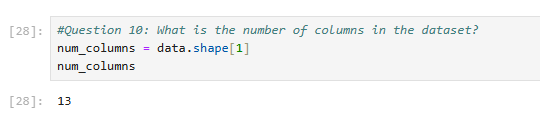 [28]: #Question 10: What is the number of columns in the dataset?
num_columns = data.shape[1]
num_columns
[28]: 13